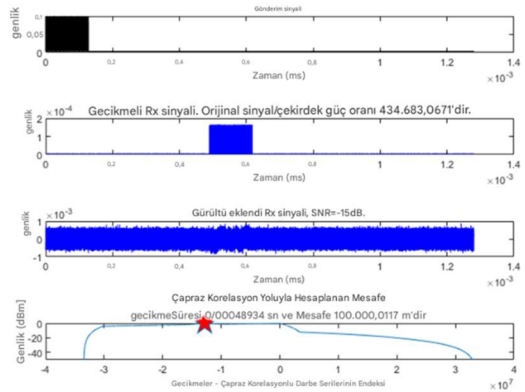 Gönderim sinyali
genlik
0,1
0,05
0
0 0,2 0,4 0,6 0,8 1 1.2 1.4
Zaman (ms)
×10⁻³
×10⁻⁴
Gecikmeli Rx sinyali. Orijinal sinyal/çekirdek güç oranı 434.683,0671'dir.
genlik
2
1
0
0 0,2 0,4 0,6 0,8 1 1.2 1.4
Zaman (ms)
×10⁻³
×10⁻³
Gürültü eklendi Rx sinyali, SNR=-15dB.
genlik
1
0
-1
0 0,2 0,4 0,6 0,8 1 1.2 1.4
Zaman (ms)
×10⁻³
Çapraz Korelasyon Yoluyla Hesaplanan Mesafe
gecikmeSüresi 0/00048934 sn ve Mesafe 100.000,0117 m'dir
Genlik [dBm]
0
-20
-40
-4 -3 -2 -1 0 1 2 3 4
×10⁷
Gecikmeler - Çapraz Korelasyonlu Darbe Serilerinin Endeksi